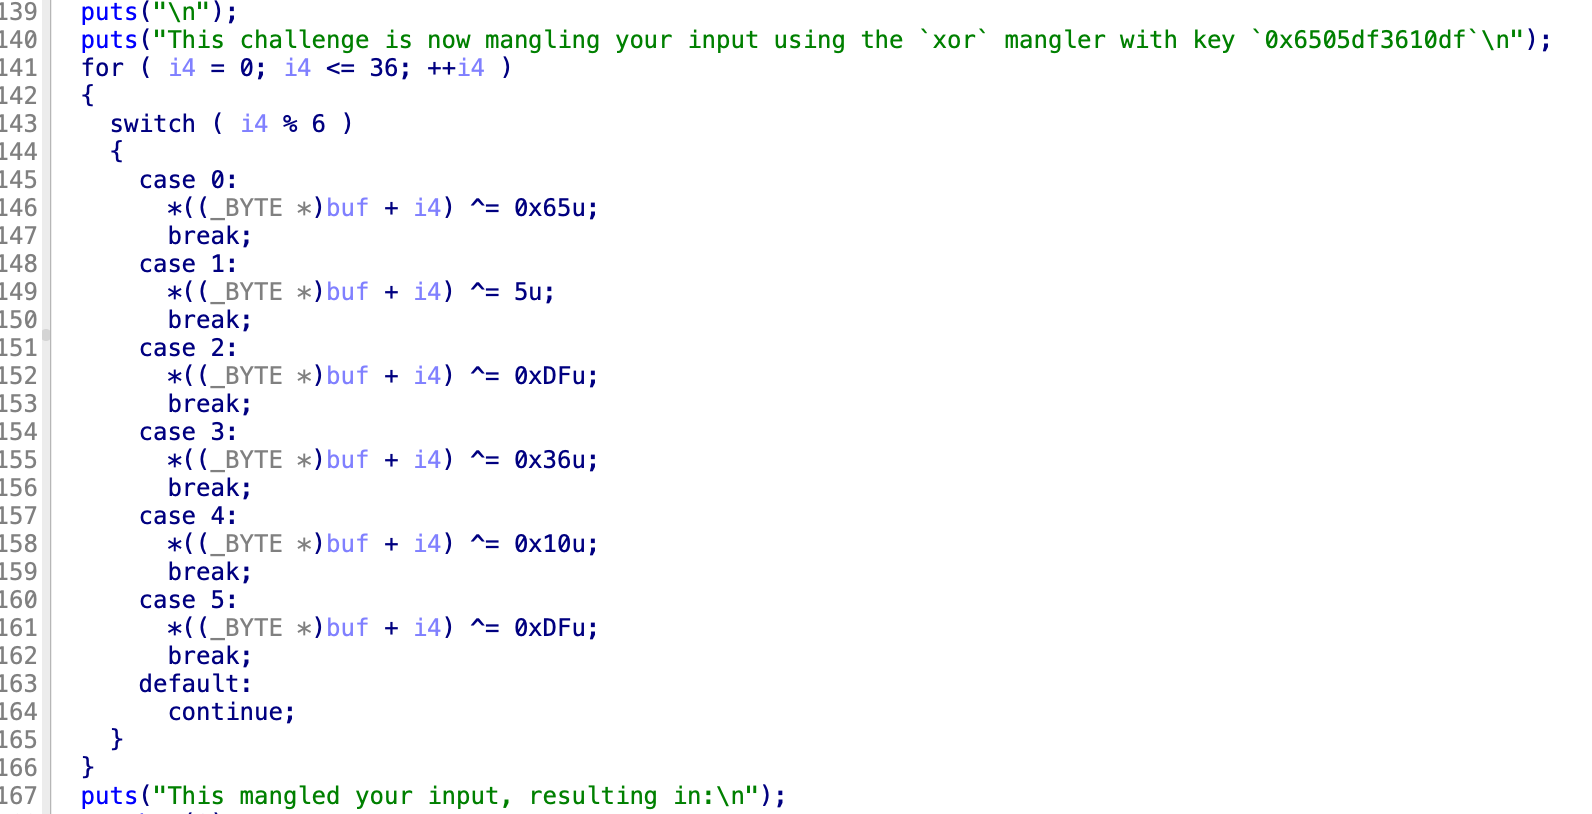 139 puts("\n");
140 puts("This challenge is now mangling your input using the `xor` mangler with key `0x6505df3610df`\n");
141 for ( i4 = 0; i4 <= 36; ++i4 )
142 {
143 switch ( i4 % 6 )
144 {
145 case 0:
146 *((_BYTE *)buf + i4) ^= 0x65u;
147 break;
148 case 1:
149 *((_BYTE *)buf + i4) ^= 5u;
150 break;
151 case 2:
152 *((_BYTE *)buf + i4) ^= 0xDFu;
153 break;
154 case 3:
155 *((_BYTE *)buf + i4) ^= 0x36u;
156 break;
157 case 4:
158 *((_BYTE *)buf + i4) ^= 0x10u;
159 break;
160 case 5:
161 *((_BYTE *)buf + i4) ^= 0xDFu;
162 break;
163 default:
164 continue;
165 }
166 }
167 puts("This mangled your input, resulting in:\n");